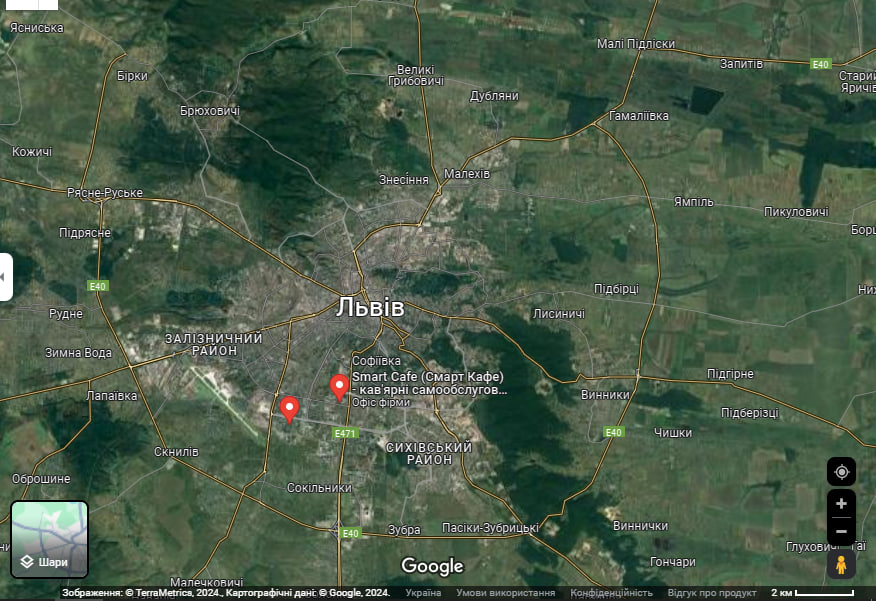 Ясниська
Малі Підліски
Запитів
E40
Старий
Яричів
Бірки
Великі
Грибовичі
Дубляни
Брюховичі
Гамаліївка
Кожичі
Знесіння
Малехів
Рясне-Руське
Ямпіль
Пикуловичі
Підрясне
E40
Підбірці
Рудне
Львів
Лисиничі
ЗАЛІЗНИЧНИЙ
РАЙОН
Зимна Вода
Софіївка
Smart Cafe (Смарт Кафе)
- кав'ярні самообслугов...
Офіс фірми
Підгірне
Лапаївка
Винники
Підберізці
E471
E40
Чишки
СИХІВСЬКИЙ
РАЙОН
Скнилів
Оброшине
Сокільники
E40
Зубра
Пасіки-Зубрицькі
Виннички
Шари
Google
Гончари
Малечковичі
Зображення: © TerraMetrics, 2024., Картографічні дані: © Google, 2024.
Україна
Умови використання
Конфіденційність
Відгук про продукт
2 км